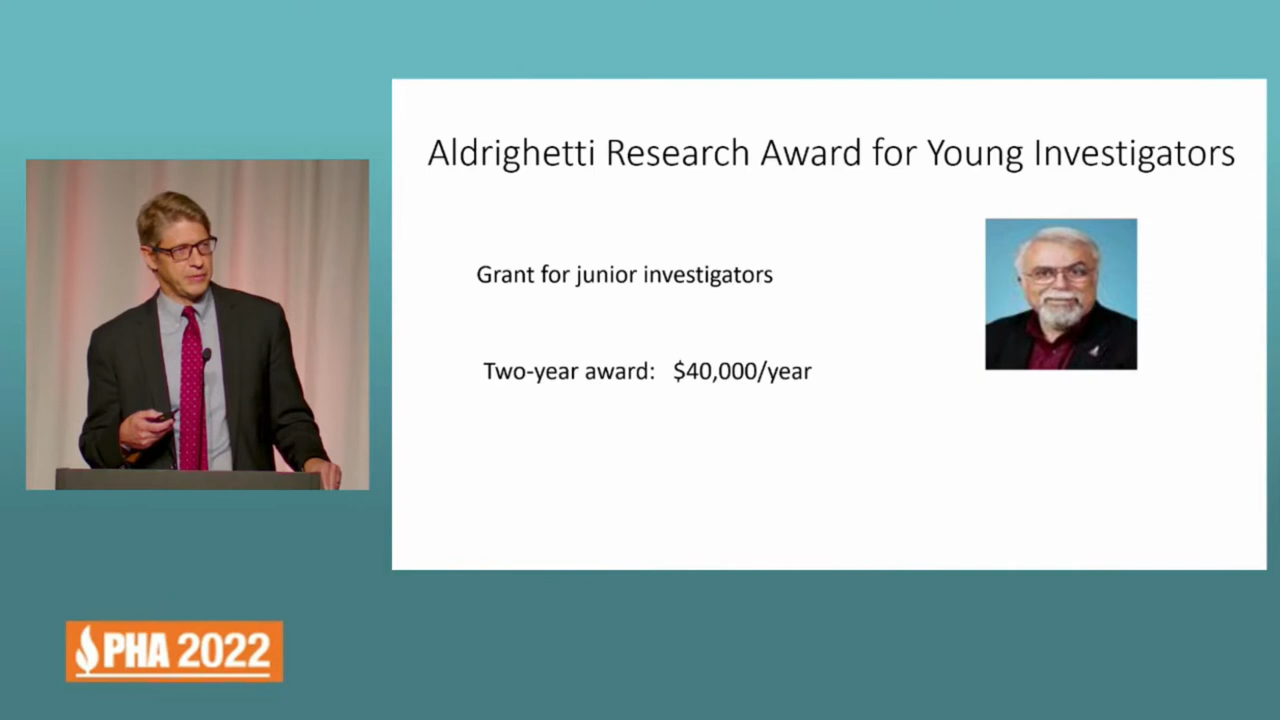 Aldrighetti Research Award for Young Investigators
Grant for junior investigators
Two-year award: $40,000/year
PHA 2022